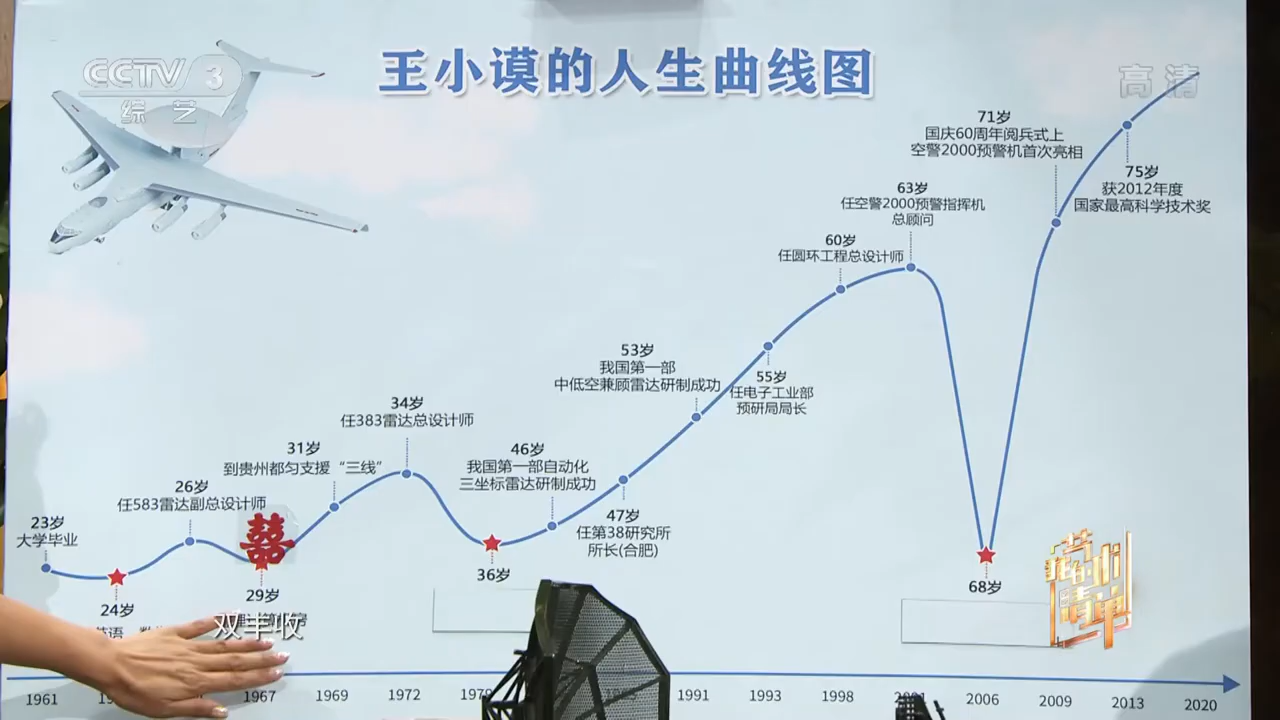 王小谟的人生曲线图
CCTV 3
综艺
高清
71岁
国庆60周年阅兵式上
空警2000预警机首次亮相
75岁
获2012年度
国家最高科学技术奖
63岁
任空警2000预警指挥机
总顾问
60岁
任圆环工程总设计师
53岁
我国第一部
中低空兼顾雷达研制成功
55岁
任电子工业部
预研局局长
34岁
任383雷达总设计师
31岁
到贵州都匀支援“三线”
46岁
我国第一部自动化
三坐标雷达研制成功
26岁
任583雷达副总设计师
23岁
大学毕业
囍
47岁
任第38研究所
所长(合肥)
36岁
68岁
29岁
24岁
双丰收
我的艺术清单
1961
1967
1969
1972
1991
1993
1998
2006
2009
2013
2020